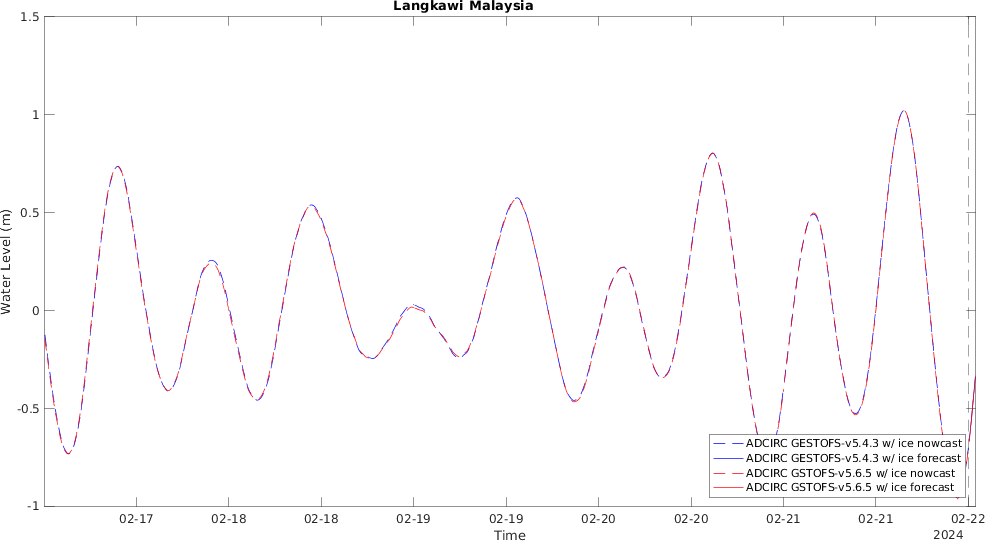 Langkawi Malaysia
1.5
1
0.5
0
-0.5
-1
Water Level (m)
ADCIRC GESTOFS-v5.4.3 w/ ice nowcast
ADCIRC GESTOFS-v5.4.3 w/ ice forecast
ADCIRC GSTOFS-v5.6.5 w/ ice nowcast
ADCIRC GSTOFS-v5.6.5 w/ ice forecast
02-17 02-18 02-18 02-19 02-19 02-20 02-20 02-21 02-21 02-22
Time
2024